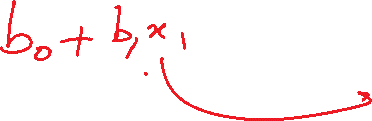 b₀ + b₁x₁